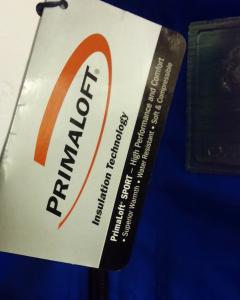 PRIMALOFT®
Insulation Technology
PrimaLoft® SPORT – High Performance and Comfort
• Superior Warmth • Water Resistant • Soft & Compressible